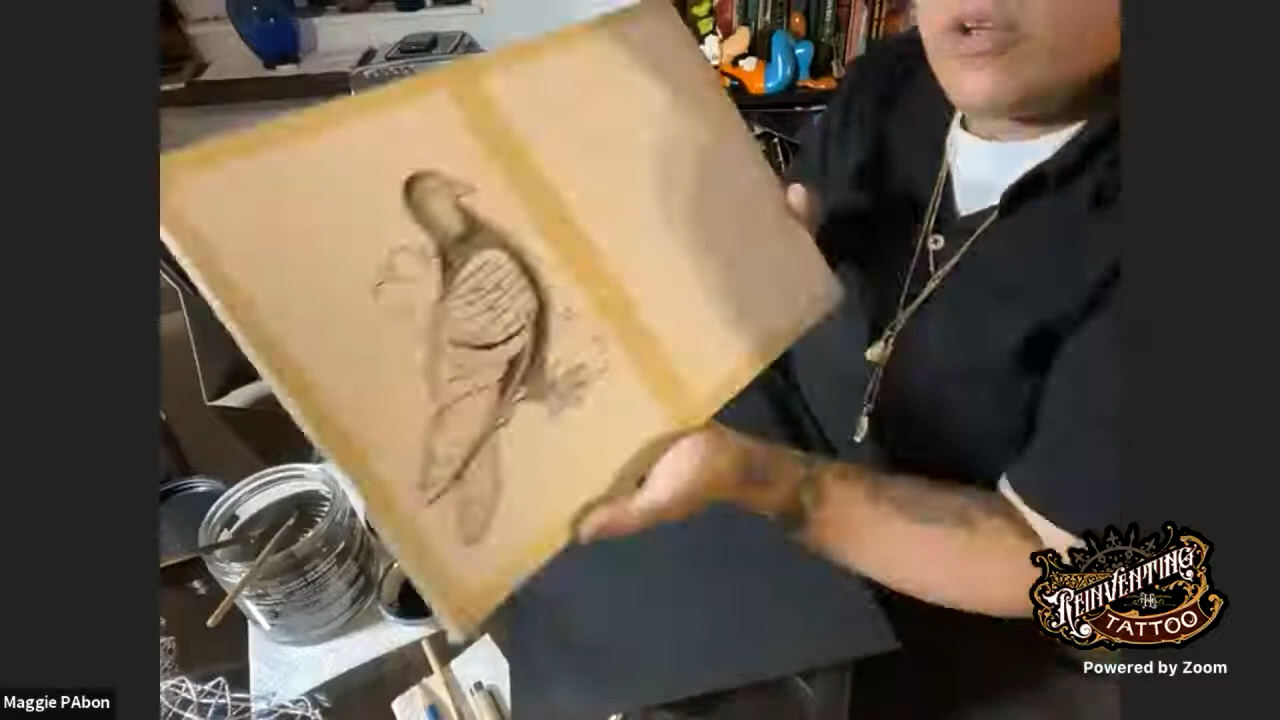 REINVENTING
THE
TATTOO
Powered by Zoom
Maggie PAbon